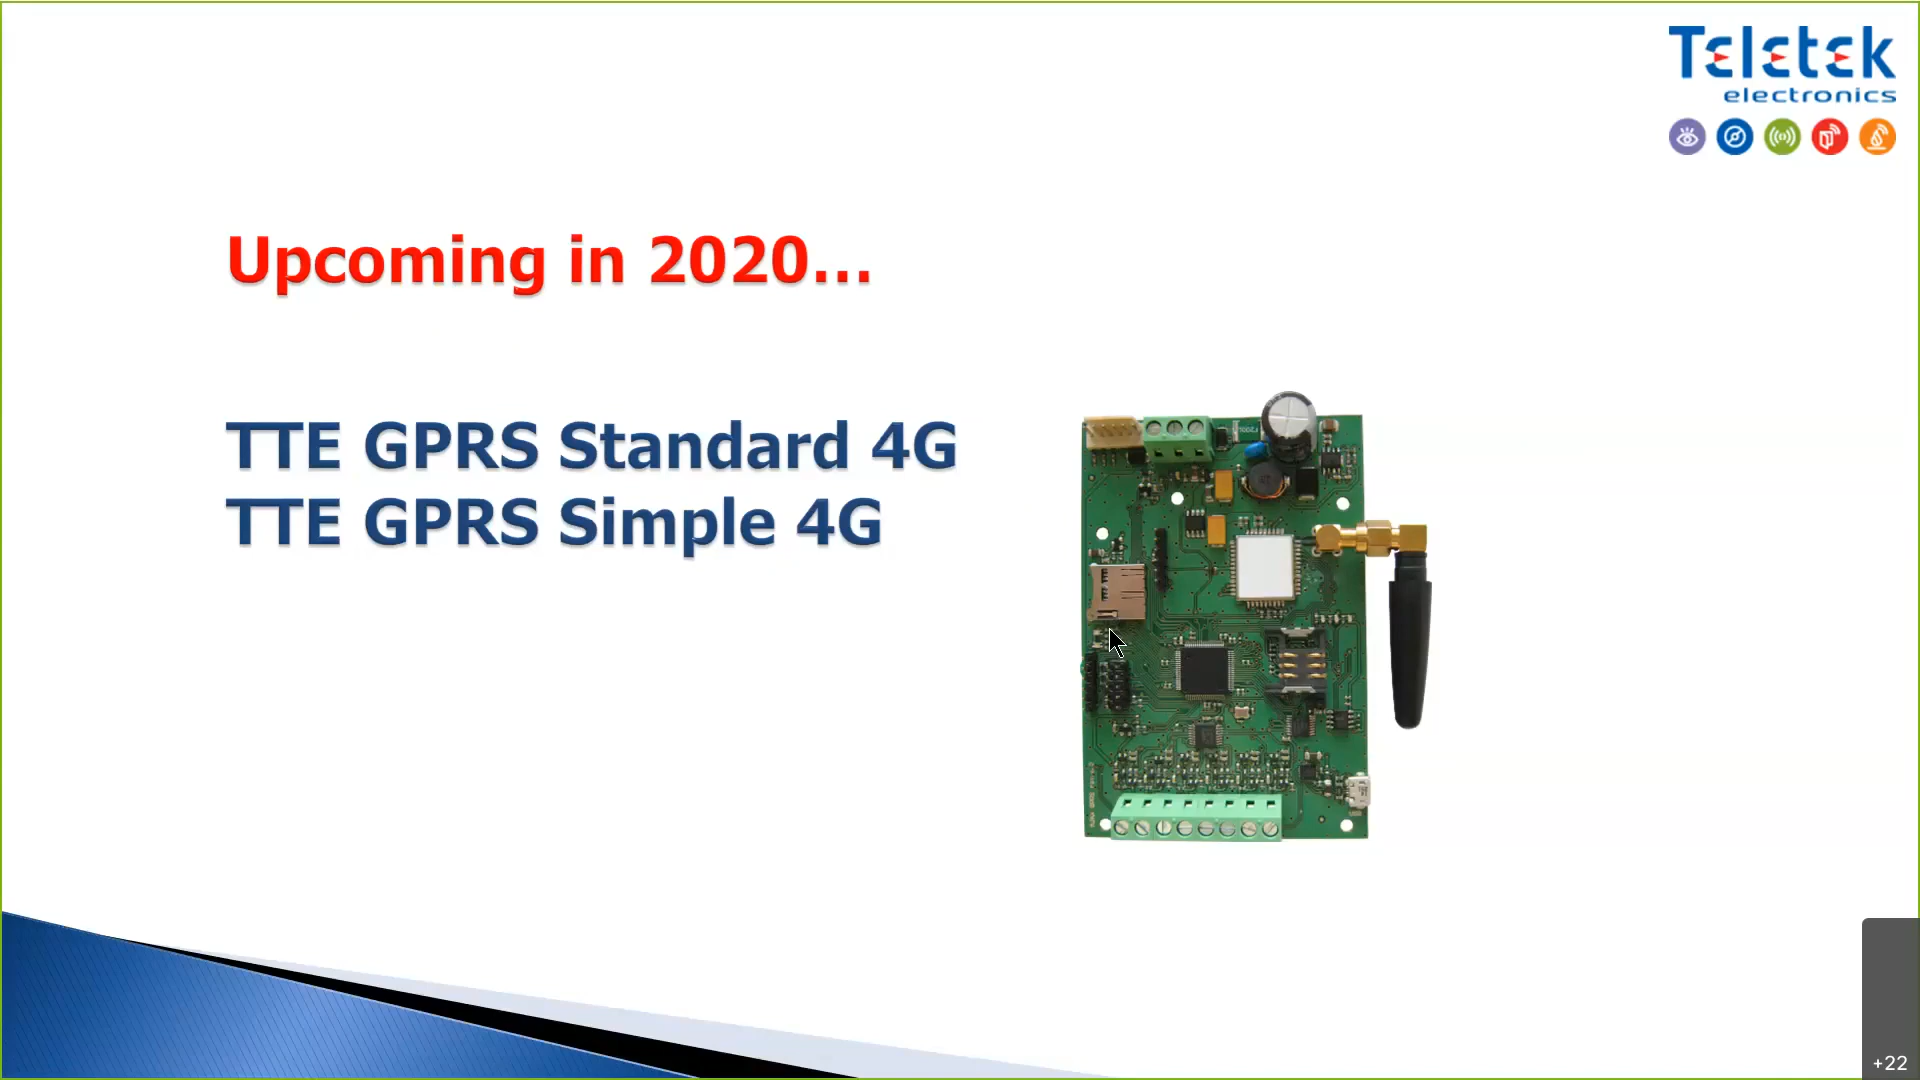 Teletek
electronics
Upcoming in 2020...
TTE GPRS Standard 4G
TTE GPRS Simple 4G
+22